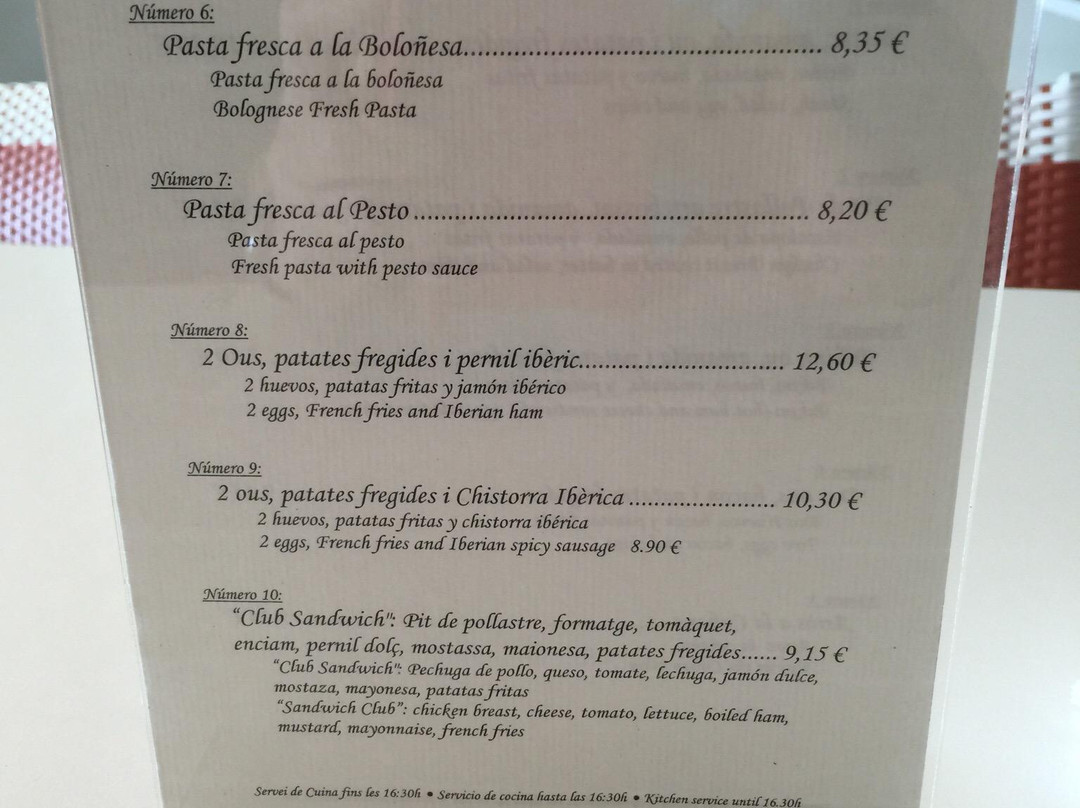 Número 6:
Pasta fresca a la Boloñesa............................................... 8,35 €
Pasta fresca a la boloñesa
Bolognese Fresh Pasta
Número 7:
Pasta fresca al Pesto..................................................... 8,20 €
Pasta fresca al pesto
Fresh pasta with pesto sauce
Número 8:
2 Ous, patates fregides i pernil ibèric............................. 12,60 €
2 huevos, patatas fritas y jamón ibérico
2 eggs, French fries and Iberian ham
Número 9:
2 ous, patates fregides i Chistorra Ibèrica ..................... 10,30 €
2 huevos, patatas fritas y chistorra ibérica
2 eggs, French fries and Iberian spicy sausage 8.90 €
Número 10:
“Club Sandwich": Pit de pollastre, formatge, tomàquet,
enciam, pernil dolç, mostassa, maionesa, patates fregides...... 9,15 €
“Club Sandwich": Pechuga de pollo, queso, tomate, lechuga, jamón dulce,
mostaza, mayonesa, patatas fritas
“Sandwich Club”: chicken breast, cheese, tomato, lettuce, boiled ham,
mustard, mayonnaise, french fries
Servei de Cuina fins les 16:30h • Servicio de cocina hasta las 16:30h • Kitchen service until 16.30h